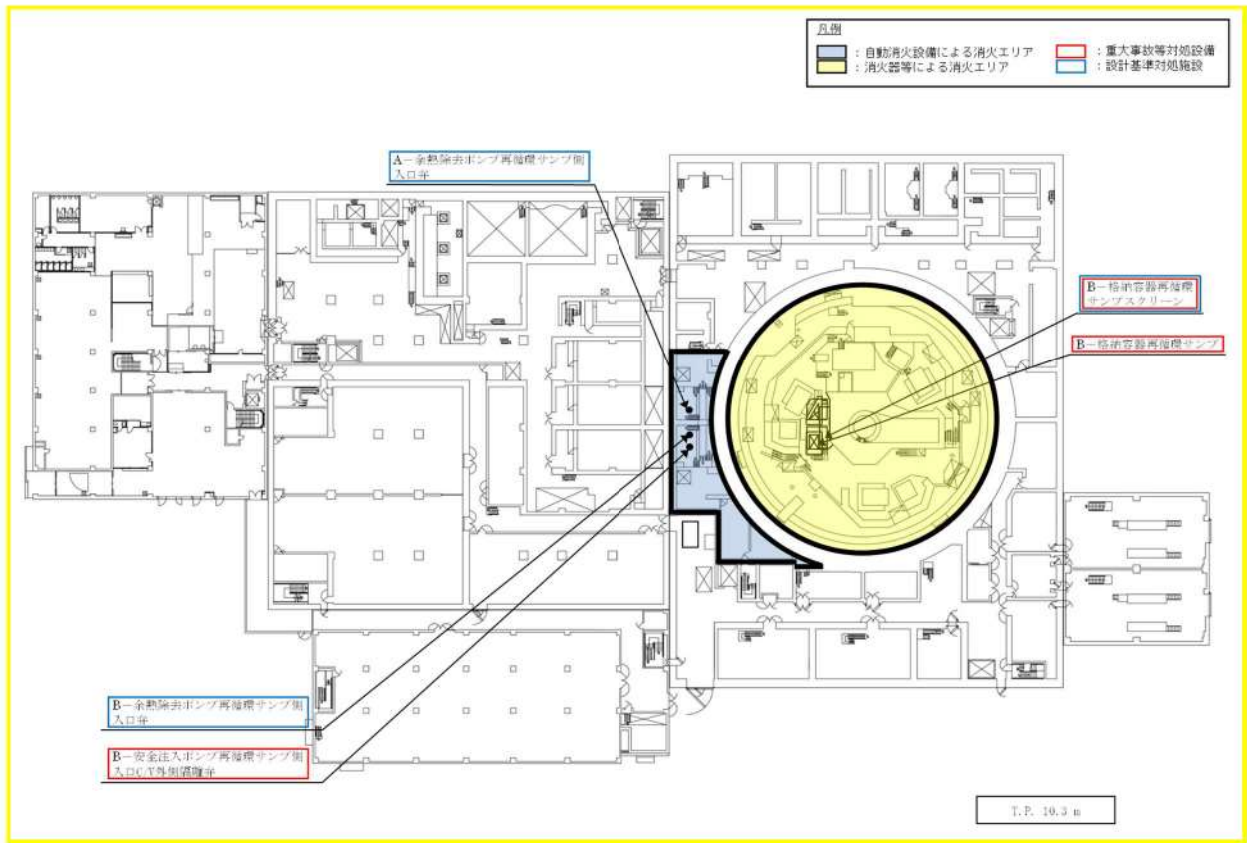 凡例
：自動消火設備による消火エリア
：重大事故等対処設備
：消火器等による消火エリア
：設計基準対処施設
A－余熱除去ポンプ再循環サンプ側
入口弁
B－格納容器再循環
サンプスクリーン
B－格納容器再循環サンプ
B－余熱除去ポンプ再循環サンプ側
入口弁
B－安全注入ポンプ再循環サンプ側
入口C/V外側隔離弁
T.P. 10.3 m